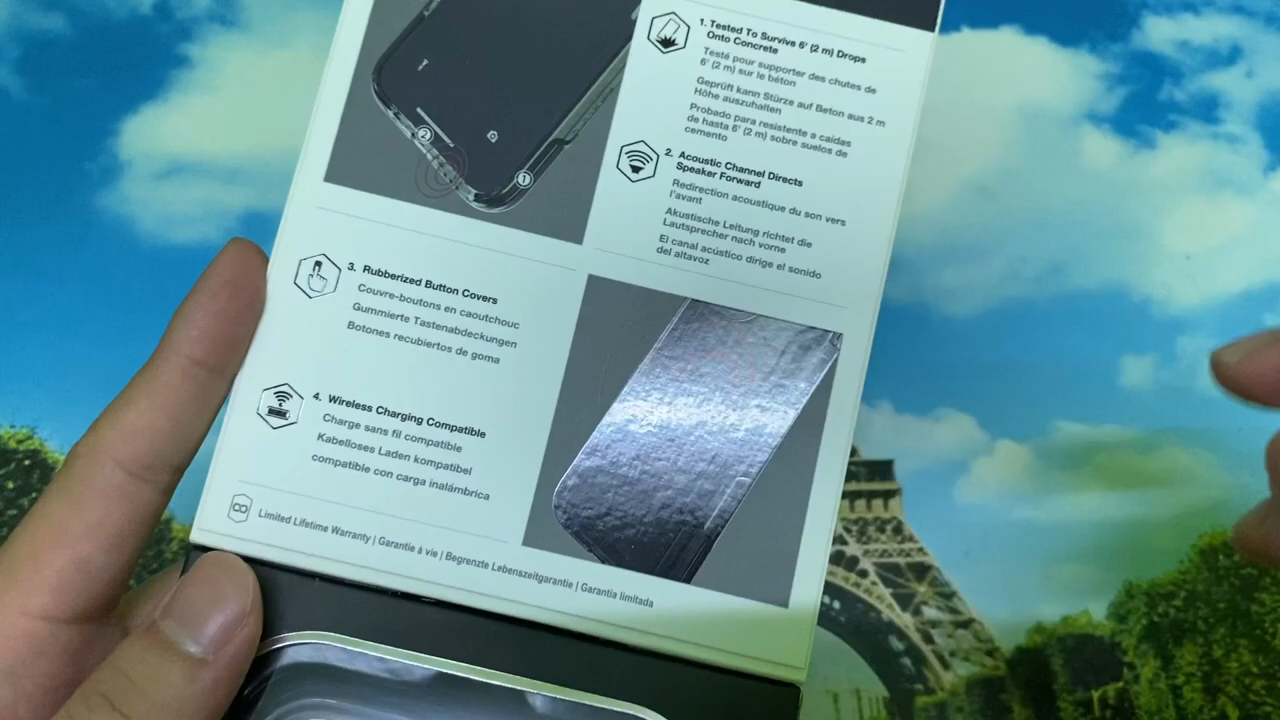 1. Tested To Survive 6' (2 m) Drops
Onto Concrete
Testé pour supporter des chutes de
6' (2 m) sur le béton
Geprüft kann Stürze auf Beton aus 2 m
Höhe auszuhalten
Probado para resistente a caídas
de hasta 6' (2 m) sobre suelos de
cemento
2. Acoustic Channel Directs
Speaker Forward
Redirection acoustique du son vers
l'avant
Akustische Leitung richtet die
Lautsprecher nach vorne
El canal acústico dirige el sonido
del altavoz
2
1
3. Rubberized Button Covers
Couvre-boutons en caoutchouc
Gummierte Tastenabdeckungen
Botones recubiertos de goma
4. Wireless Charging Compatible
Charge sans fil compatible
Kabelloses Laden kompatibel
compatible con carga inalámbrica
Limited Lifetime Warranty | Garantie à vie | Begrenzte Lebenszeitgarantie | Garantia limitada